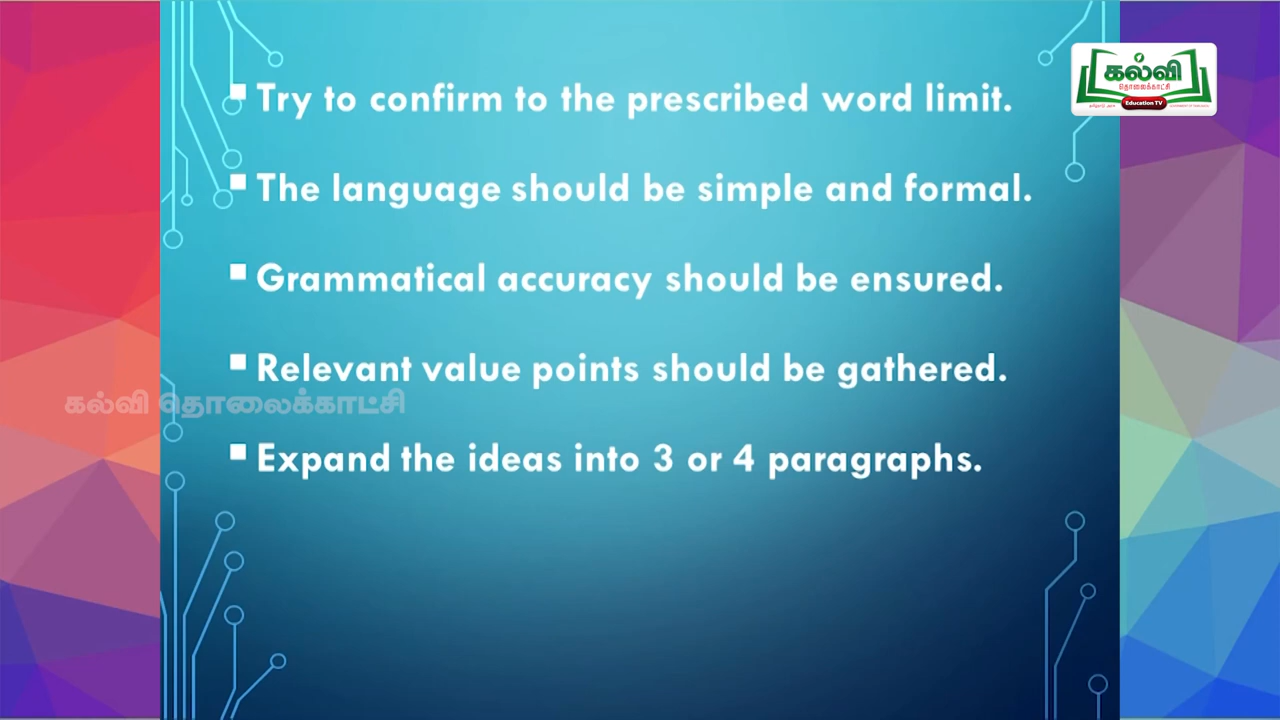 Try to confirm to the prescribed word limit.
The language should be simple and formal.
Grammatical accuracy should be ensured.
Relevant value points should be gathered.
Expand the ideas into 3 or 4 paragraphs.
கல்வி
தொலைக்காட்சி
Education TV
கல்வி தொலைக்காட்சி